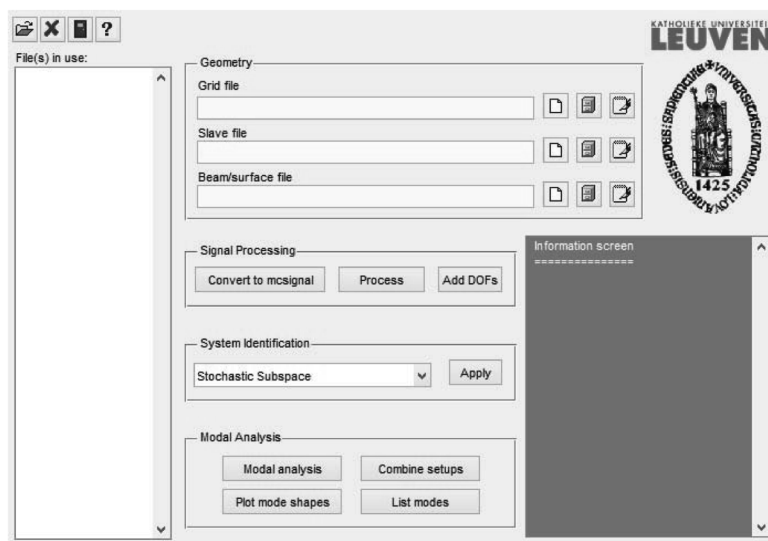 ?
File(s) in use:
Geometry
Grid file
Slave file
Beam/surface file
KATHOLIEKE UNIVERSITEI
LEUVEN
1425
Signal Processing
Convert to mcsignal
Process
Add DOFs
Information screen
===============
System Identification
Stochastic Subspace
Apply
Modal Analysis
Modal analysis
Combine setups
Plot mode shapes
List modes